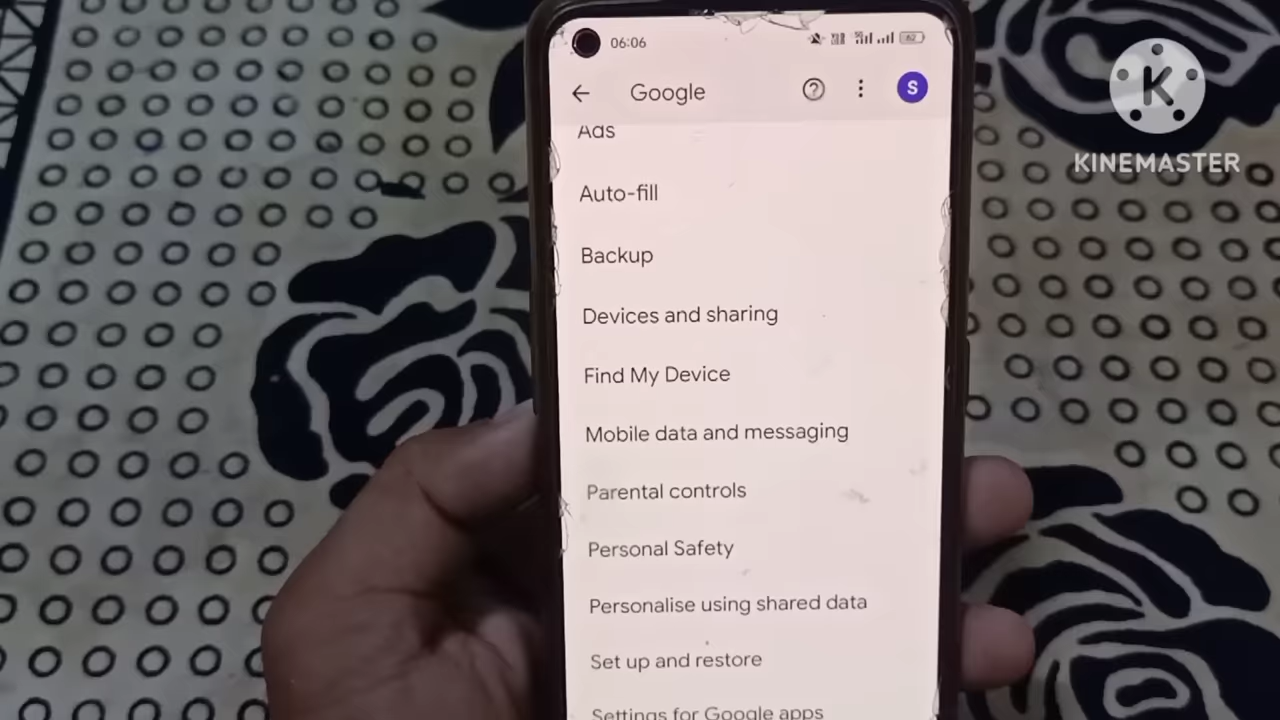 06:06
62
Google
S
Ads
Auto-fill
Backup
Devices and sharing
Find My Device
Mobile data and messaging
Parental controls
Personal Safety
Personalise using shared data
Set up and restore
Settings for Google apps
K
KINEMASTER